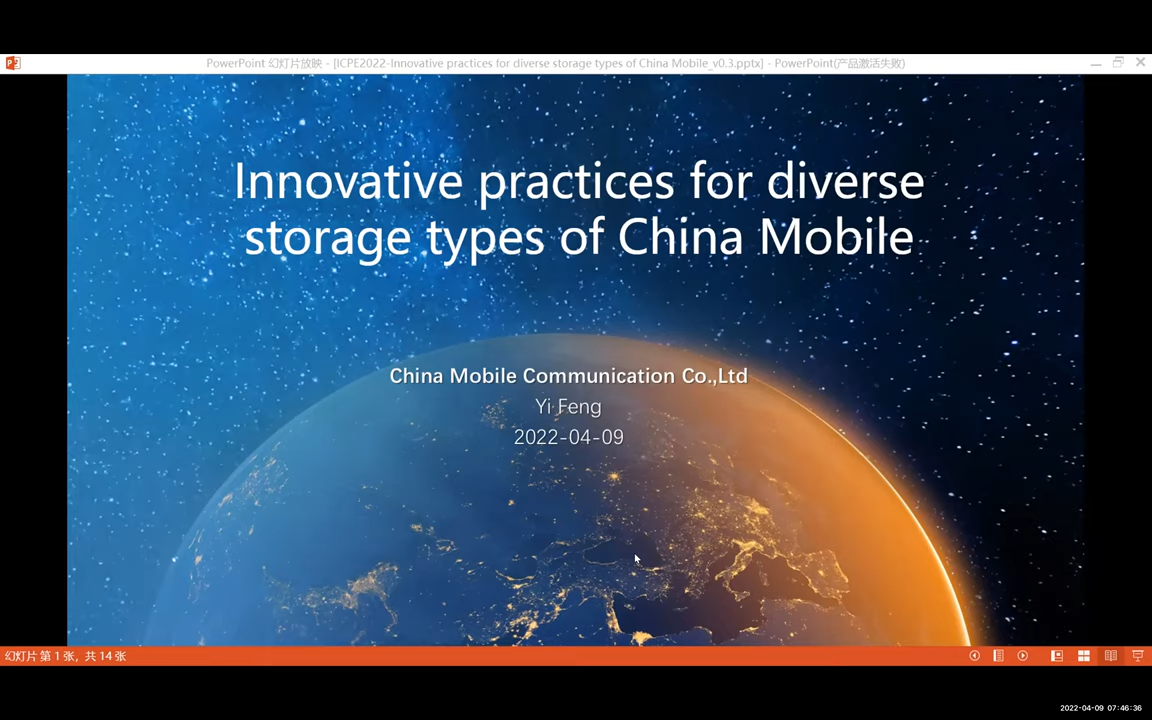 PowerPoint 幻灯片放映 - [ICPE2022-Innovative practices for diverse storage types of China Mobile_v0.3.pptx] - PowerPoint(产品激活失败)
Innovative practices for diverse
storage types of China Mobile
China Mobile Communication Co.,Ltd
Yi Feng
2022-04-09
幻灯片 第 1 张，共 14 张
2022-04-09 07:46:36